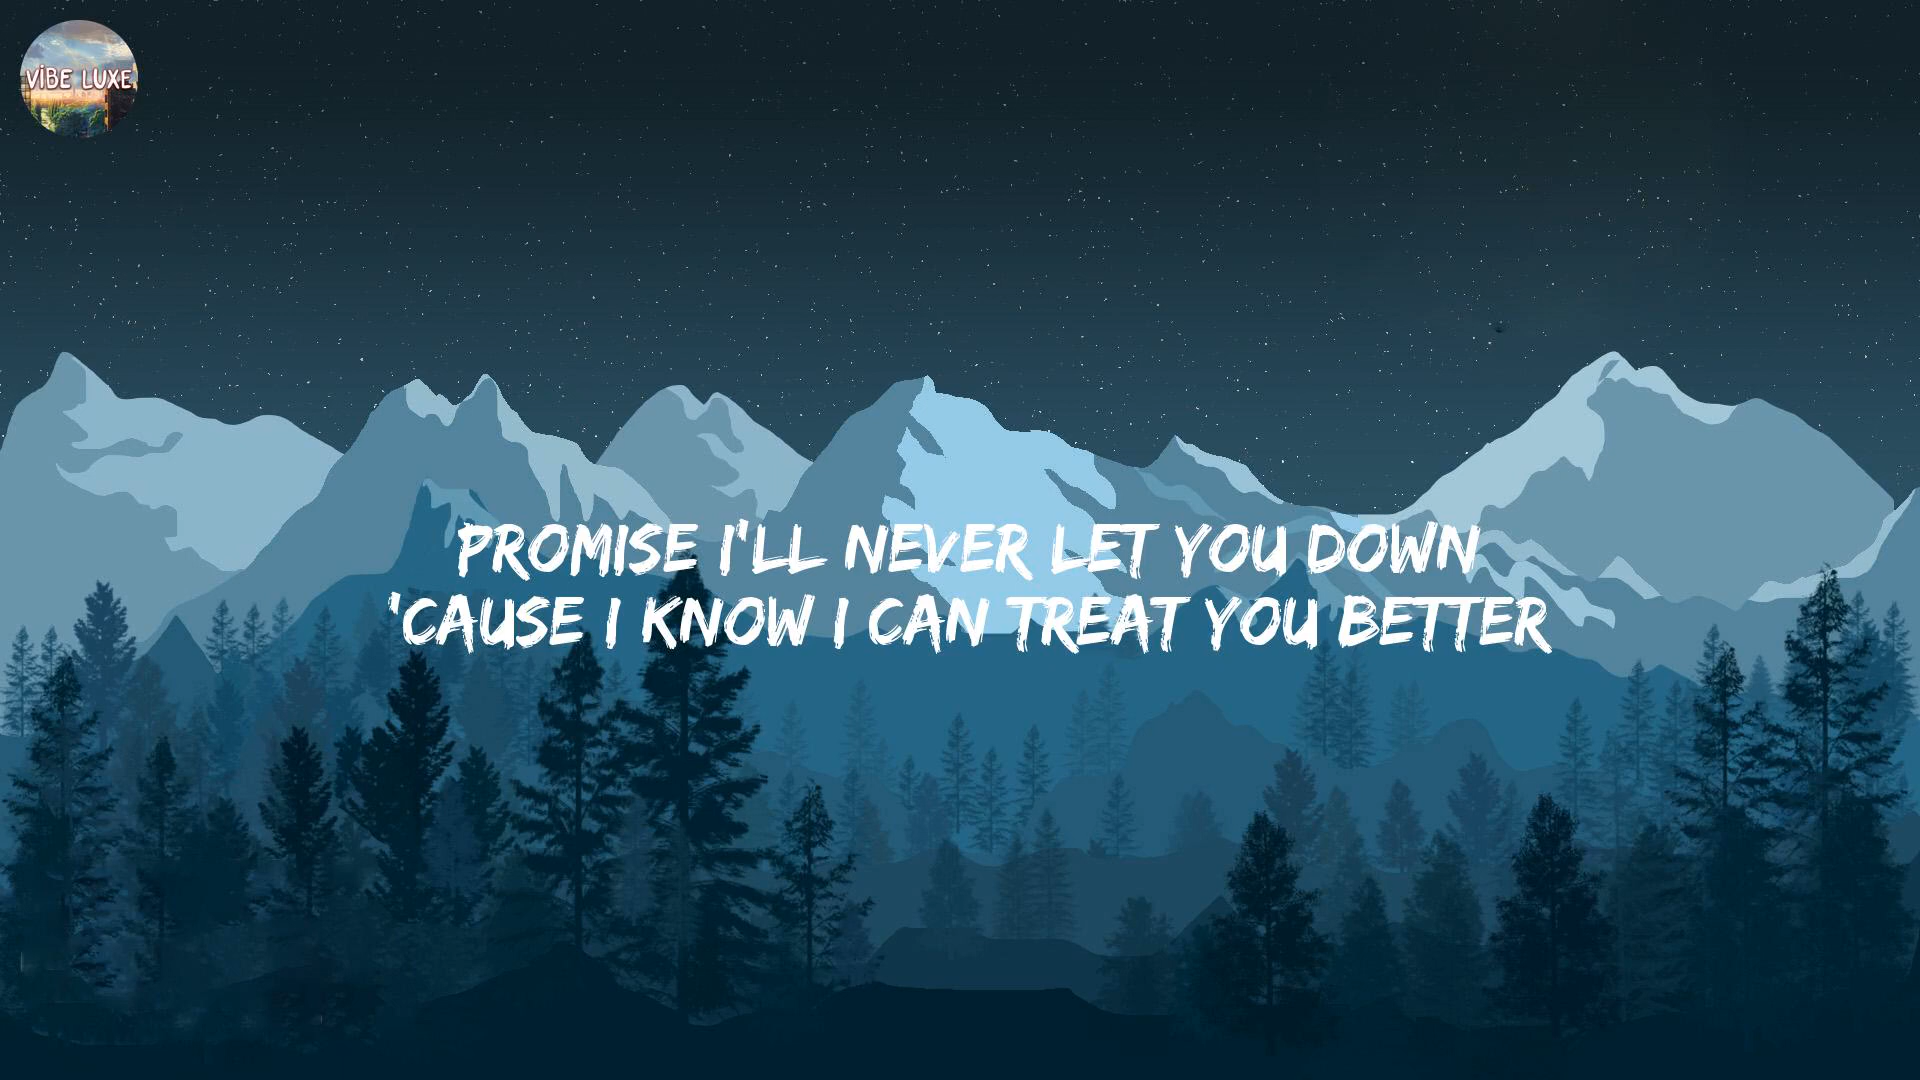 VİBE LUXE
PROMISE I'LL NEVER LET YOU DOWN
'CAUSE I KNOW I CAN TREAT YOU BETTER